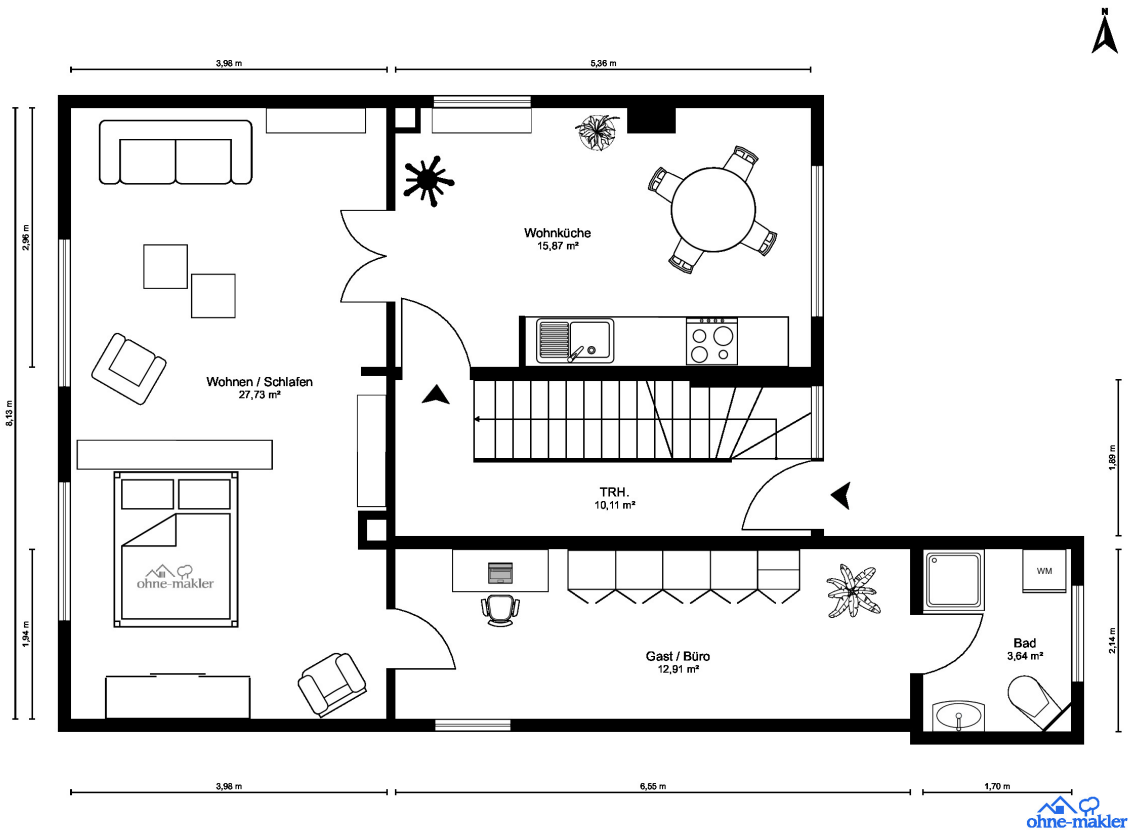 N
3,98 m
5,36 m
2,96 m
8,13 m
1,94 m
Wohnküche
15,87 m²
Wohnen / Schlafen
27,73 m²
TRH.
10,11 m²
1,89 m
ohne-makler
WM
Gast / Büro
12,91 m²
Bad
3,64 m²
2,14 m
3,98 m
6,55 m
1,70 m
ohne-makler